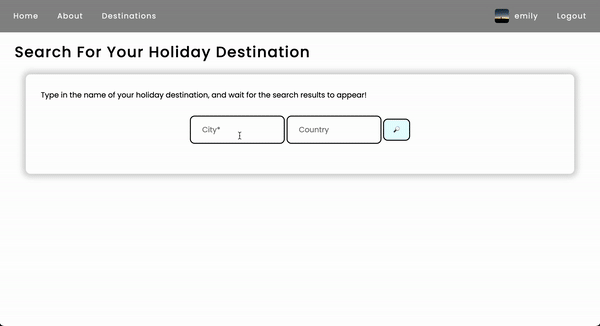 Home About Destinations emily Logout
Search For Your Holiday Destination
Type in the name of your holiday destination, and wait for the search results to appear!
City* Country